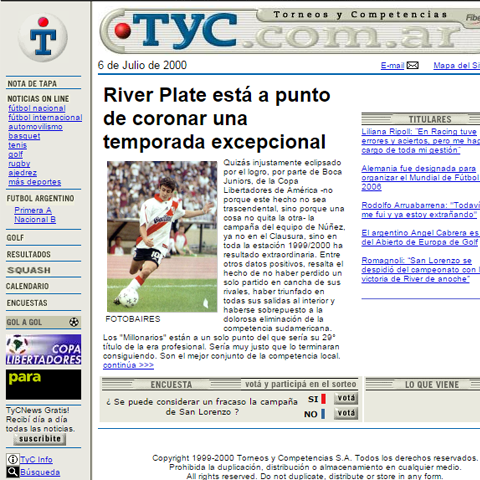 Torneos y Competencias
TyC.com.ar
6 de Julio de 2000
E-mail
Mapa del Si
NOTA DE TAPA
NOTICIAS ON LINE
fútbol nacional
fútbol internacional
automovilismo
basquet
tenis
golf
rugby
ajedrez
más deportes
FUTBOL ARGENTINO
Primera A
Nacional B
GOLF
RESULTADOS
SQUASH
CALENDARIO
ENCUESTAS
GOL A GOL
COPA
LIBERTADORES
para
TyCNews Gratis!
Recibí día a día
todas las noticias.
suscribite
TyC Info
Búsqueda
River Plate está a punto
de coronar una
temporada excepcional
FOTOBAIRES
Quizás injustamente eclipsado
por el logro, por parte de Boca
Juniors, de la Copa
Libertadores de América -no
porque este hecho no sea
trascendental, sino porque una
cosa no quita la otra- la
campaña del equipo de Núñez,
ya no en el Clausura, sino en
toda la estación 1999/2000 ha
resultado extraordinaria. Entre
otros datos positivos, resalta el
hecho de no haber perdido un
solo partido en cancha de sus
rivales, haber triunfado en
todas sus salidas al interior y
haberse sobrepuesto a la
dolorosa eliminación de la
competencia sudamericana.
Los "Millonarios" están a un solo punto del que sería su 29°
título de la era profesional. Sería muy justo que lo terminaran
consiguiendo. Son el mejor conjunto de la competencia local.
continúa >>>
TITULARES
Liliana Ripoll: "En Racing tuve
errores y aciertos, pero me hag
cargo de toda mi gestión"
Alemania fue designada para
organizar el Mundial de Fútbol
2006
Rodolfo Arruabarrena: "Todaví
me fui y ya estoy extrañando"
El argentino Angel Cabrera es
del Abierto de Europa de Golf
Romagnoli: "San Lorenzo se
despidió del campeonato con l
victoria de River de anoche"
ENCUESTA votá y participá en el sorteo
¿ Se puede considerar un fracaso la campaña
de San Lorenzo ?
SI votá
NO votá
LO QUE VIENE
Copyright 1999-2000 Torneos y Competencias S.A. Todos los derechos reservados.
Prohibida la duplicación, distribución o almacenamiento en cualquier medio.
All rights reserved. Do not duplicate, distribute or store in any form.